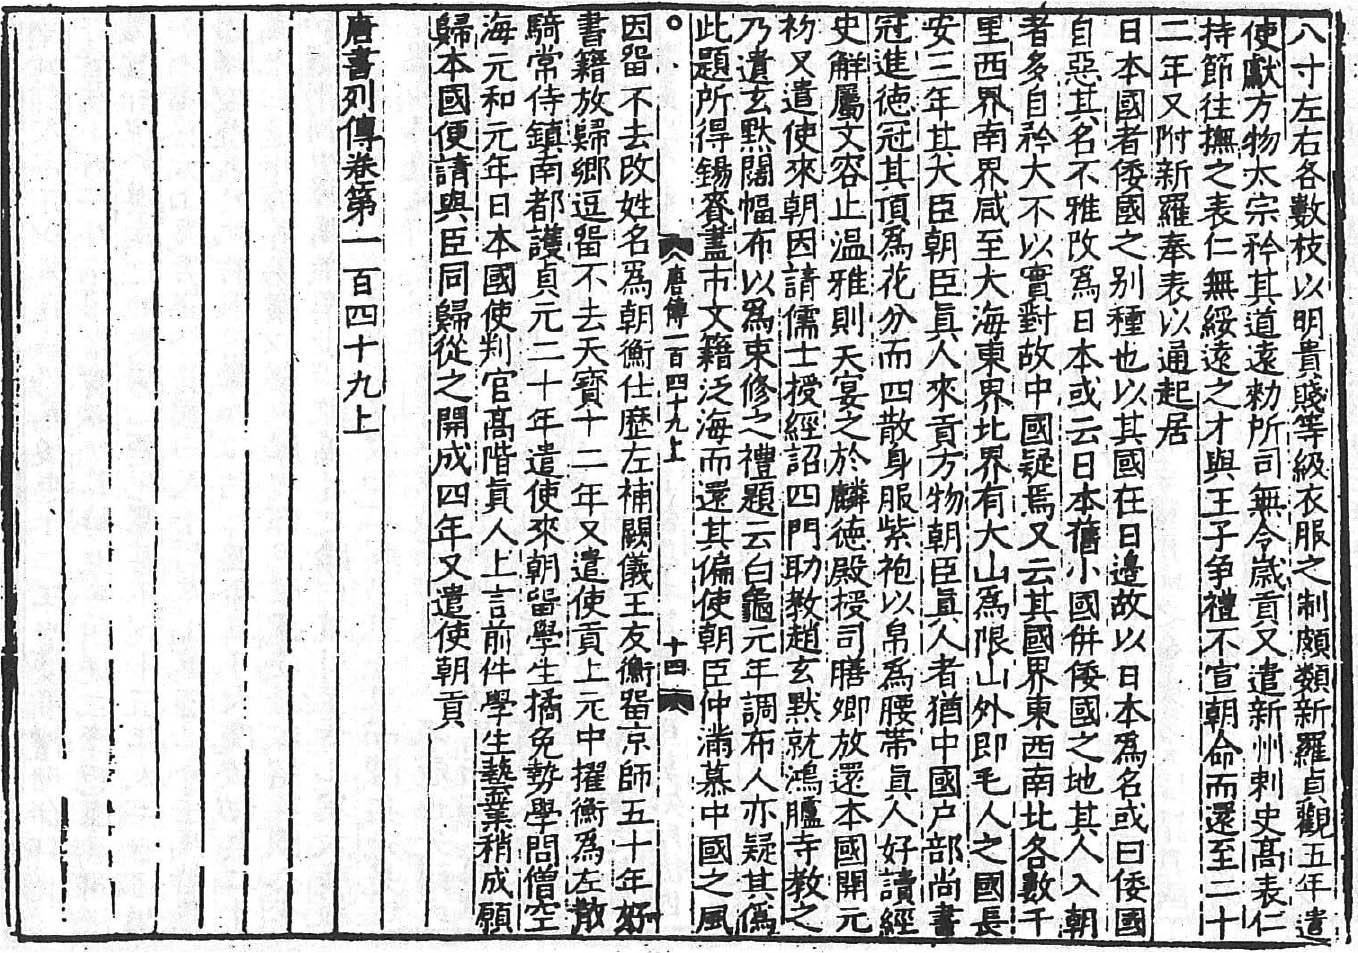 八寸左右各數枝以明貴賤等級衣服之制頗類新羅貞觀五年遣
使獻方物太宗矜其道遠勑所司無令歳貢又遣新州刺史髙表仁
持節往撫之表仁無綏遠之才與王子爭禮不宣朝命而還至二十
二年又附新羅奉表以通起居
日本國者倭國之别種也以其國在日邊故以日本爲名或曰倭國
自惡其名不雅改爲日本或云日本舊小國併倭國之地其人入朝
者多自矜大不以實對故中國疑焉又云其國界東西南北各數千
里西界南界咸至大海東界北界有大山爲限山外即毛人之國長
安三年其大臣朝臣眞人來貢方物朝臣眞人者猶中國户部尚書
冠進徳冠其頂爲花分而四散身服紫袍以帛爲腰帶眞人好讀經
史解屬文容止温雅則天宴之於麟徳殿授司膳卿放還本國開元
初又遣使來朝因請儒士授經詔四門助教趙玄默就鴻臚寺教之
乃遺玄默闊幅布以爲束修之禮題云白龜元年調布人亦疑其僞
此題所得錫賚盡市文籍泛海而還其偏使朝臣仲滿慕中國之風
唐傳一百四十九上 十四
因畱不去改姓名爲朝衡仕歷左補闕儀王友衡畱京師五十年好
書籍放歸鄉逗畱不去天寶十二年又遣使貢上元中擢衡爲左散
騎常侍鎮南都護貞元二十年遣使來朝畱學生橘免勢學問僧空
海元和元年日本國使判官髙階眞人上言前件學生藝業稍成願
歸本國便請與臣同歸從之開成四年又遣使朝貢
唐書列傳卷第一百四十九上